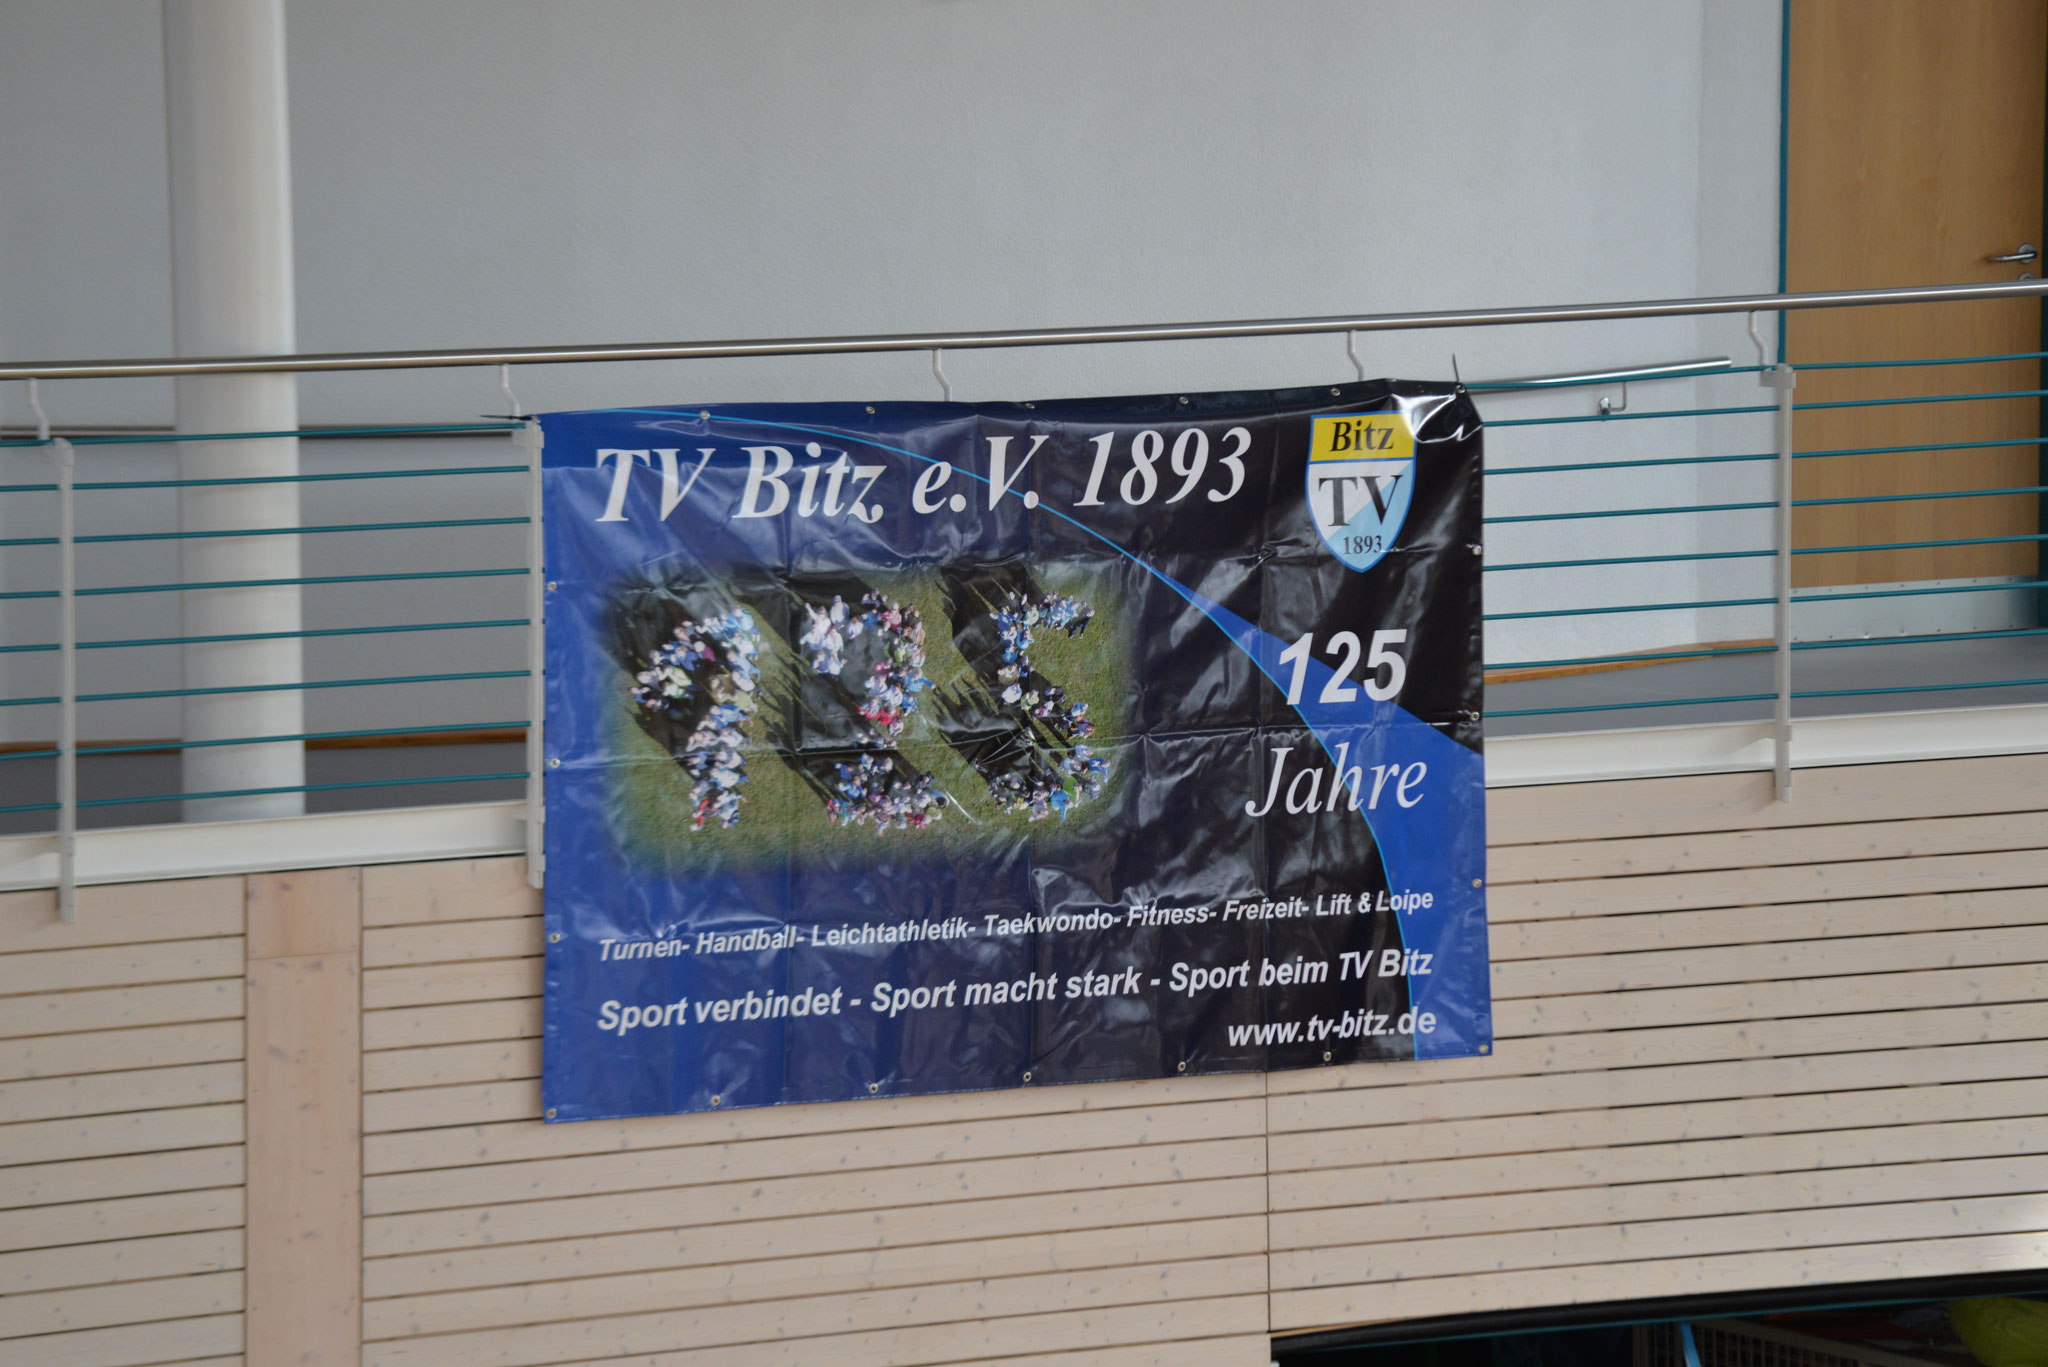 TV Bitz e.V. 1893
Bitz
TV
1893
125
125
Jahre
Turnen- Handball- Leichtathletik- Taekwondo- Fitness- Freizeit- Lift & Loipe
Sport verbindet - Sport macht stark - Sport beim TV Bitz
www.tv-bitz.de